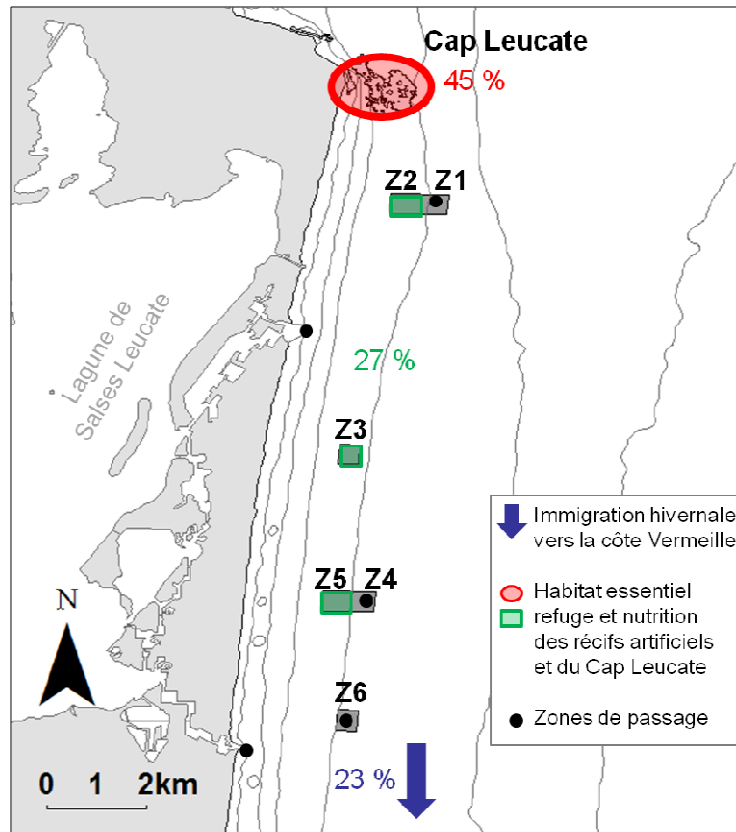 Cap Leucate
45 %
Z2 Z1
Lagune de
Salses Leucate
27 %
Z3
Z5 Z4
Z6
23 %
N
0 1 2km
Immigration hivernale
vers la côte Vermeille
Habitat essentiel
refuge et nutrition
des récifs artificiels
et du Cap Leucate
Zones de passage